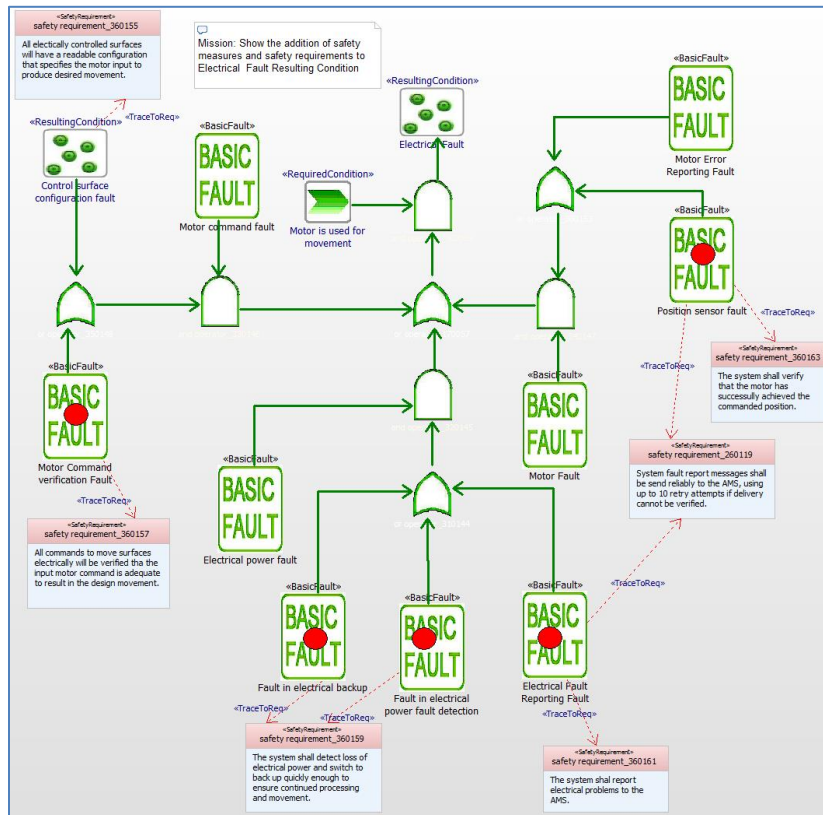 «SafetyRequirement»
safety requirement_360155
All electically controlled surfaces
will have a readable configuration
that specifies the motor input to
produce desired movement.
Mission: Show the addition of safety
measures and safety requirements to
Electrical Fault Resulting Condition
«TraceToReq»
«ResultingCondition»
Control surface
configuration fault
«BasicFault»
BASIC
FAULT
Motor command fault
«ResultingCondition»
Electrical Fault
«RequiredCondition»
Motor is used for
movement
«BasicFault»
BASIC
FAULT
Motor Error
Reporting Fault
«BasicFault»
BASIC
FAULT
Position sensor fault
«TraceToReq»
«TraceToReq»
«SafetyRequirement»
safety requirement_360163
The system shall verify
that the motor has
successully achieved the
commanded position.
«BasicFault»
BASIC
FAULT
Motor Command
verification Fault
«TraceToReq»
«SafetyRequirement»
safety requirement_360157
All commands to move surfaces
electrically will be verified tha the
input motor command is adequate
to result in the design movement.
«BasicFault»
BASIC
FAULT
Electrical power fault
«BasicFault»
BASIC
FAULT
Motor Fault
«SafetyRequirement»
safety requirement_260119
System fault report messages shall
be send reliably to the AMS, using
up to 10 retry attempts if delivery
cannot be verified.
«TraceToReq»
«BasicFault»
BASIC
FAULT
Fault in electrical backup
«BasicFault»
BASIC
FAULT
Fault in electrical
power fault detection
«BasicFault»
BASIC
FAULT
Electrical Fault
Reporting Fault
«TraceToReq»
«TraceToReq»
«TraceToReq»
«SafetyRequirement»
safety requirement_360159
The system shall detect loss of
electrical power and switch to
back up quickly enough to
ensure continued processing
and movement.
«SafetyRequirement»
safety requirement_360161
The system shal report
electrical problems to the
AMS.